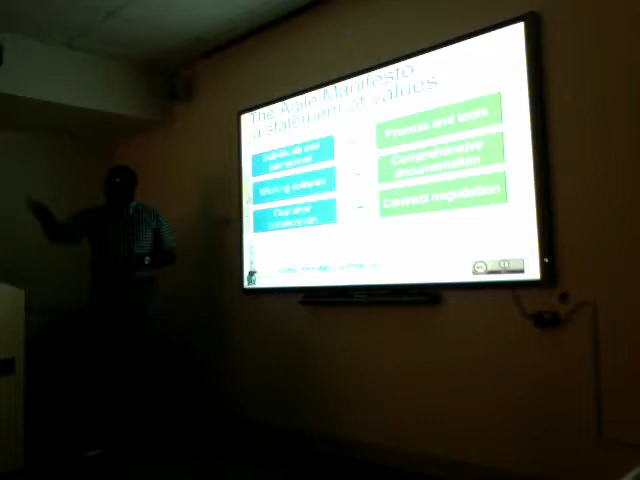 The Agile Manifesto
a statement of values
Individuals and
Process and tools
Working software
Comprehensive
documentation
Customer
collaboration
Contract negotiation